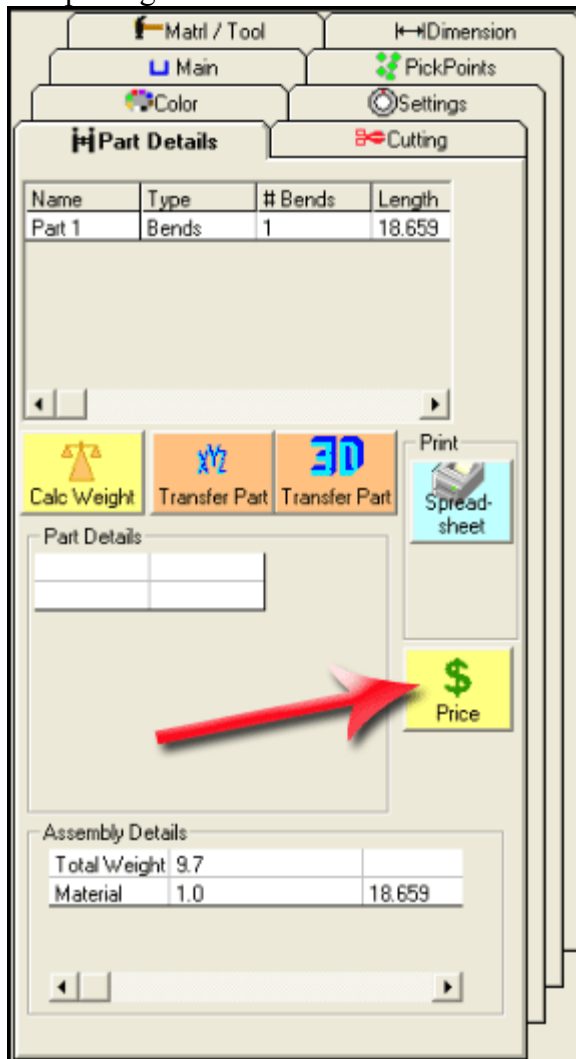 Matrl / Tool
Dimension
Main
PickPoints
Color
Settings
Part Details
Cutting
Name Type # Bends Length
Part 1 Bends 1 18.659
Print
Calc Weight
XYZ
Transfer Part
3D
Transfer Part
Spread-
sheet
Part Details
$
Price
Assembly Details
Total Weight 9.7
Material 1.0 18.659